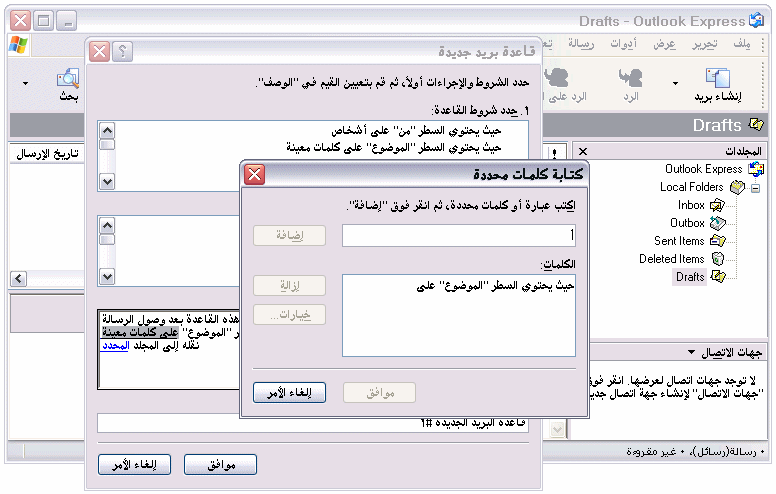 Drafts - Outlook Express
ملف تحرير عرض أدوات رسالة
إنشاء بريد
الرد
الرد على
بحث
Drafts
المجلدات
Outlook Express
Local Folders
Inbox
Outbox
Sent Items
Deleted Items
Drafts
!
تاريخ الإرسال
جهات الاتصال
لا توجد جهات اتصال لعرضها. انقر فوق
"جهات الاتصال" لإنشاء جهة اتصال
٠ رسالة(رسائل)، ٠ غير مقروءة
قاعدة بريد جديدة
حدد الشروط والإجراءات أولاً، ثم قم بتعيين القيم في "الوصف".
١. حدد شروط القاعدة:
حيث يحتوي السطر "من" على أشخاص
حيث يحتوي السطر "الموضوع" على كلمات معينة
هذه القاعدة بعد وصول الرسالة
"الموضوع" على كلمات معينة
نقله إلى المجلد المحدد
قاعدة البريد الجديدة #١
موافق
إلغاء الأمر
كتابة كلمات محددة
اكتب عبارة أو كلمات محددة، ثم انقر فوق "إضافة".
1
إضافة
الكلمات:
حيث يحتوي السطر "الموضوع" على
إزالة
خيارات...
موافق
إلغاء الأمر